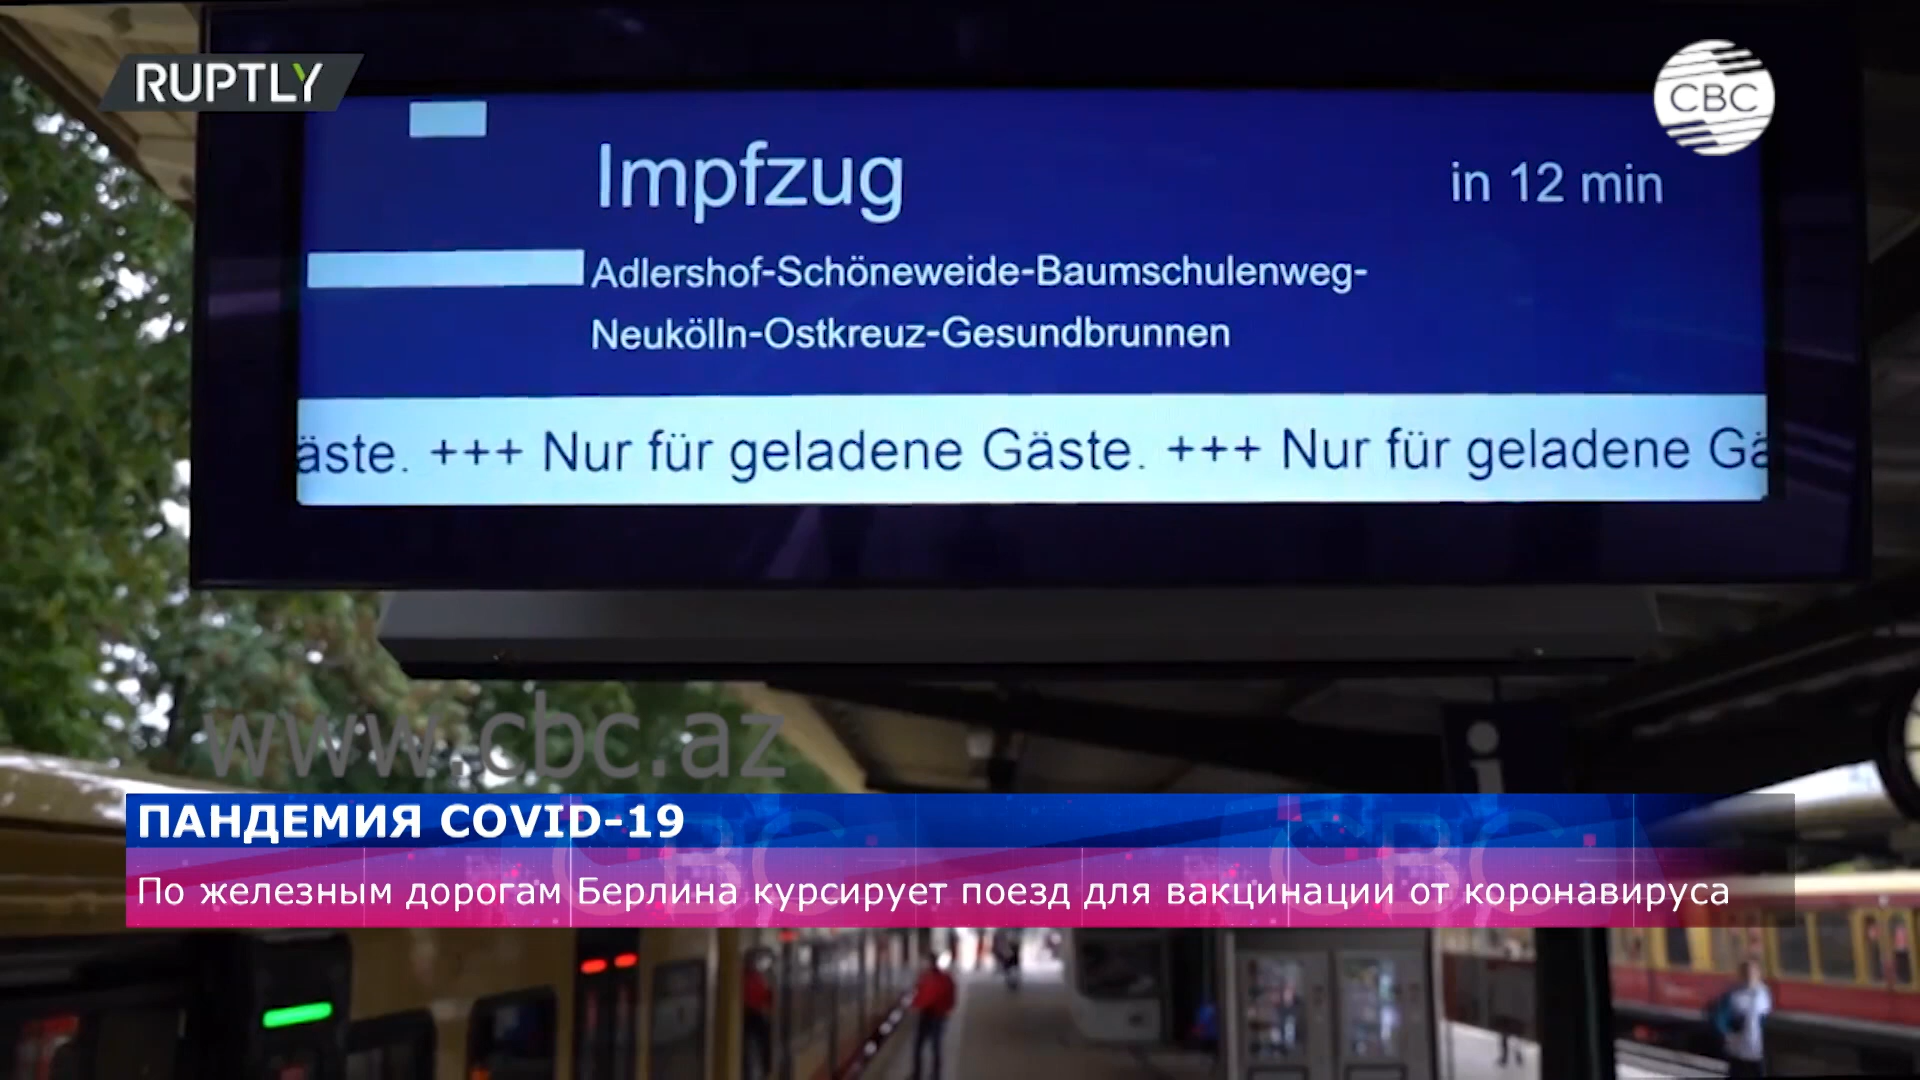 RUPTLY
CBC
Impfzug
in 12 min
Adlershof-Schöneweide-Baumschulenweg-
Neukölln-Ostkreuz-Gesundbrunnen
äste. +++ Nur für geladene Gäste. +++ Nur für geladene Gä
www.cbc.az
i
ПАНДЕМИЯ COVID-19
По железным дорогам Берлина курсирует поезд для вакцинации от коронавируса